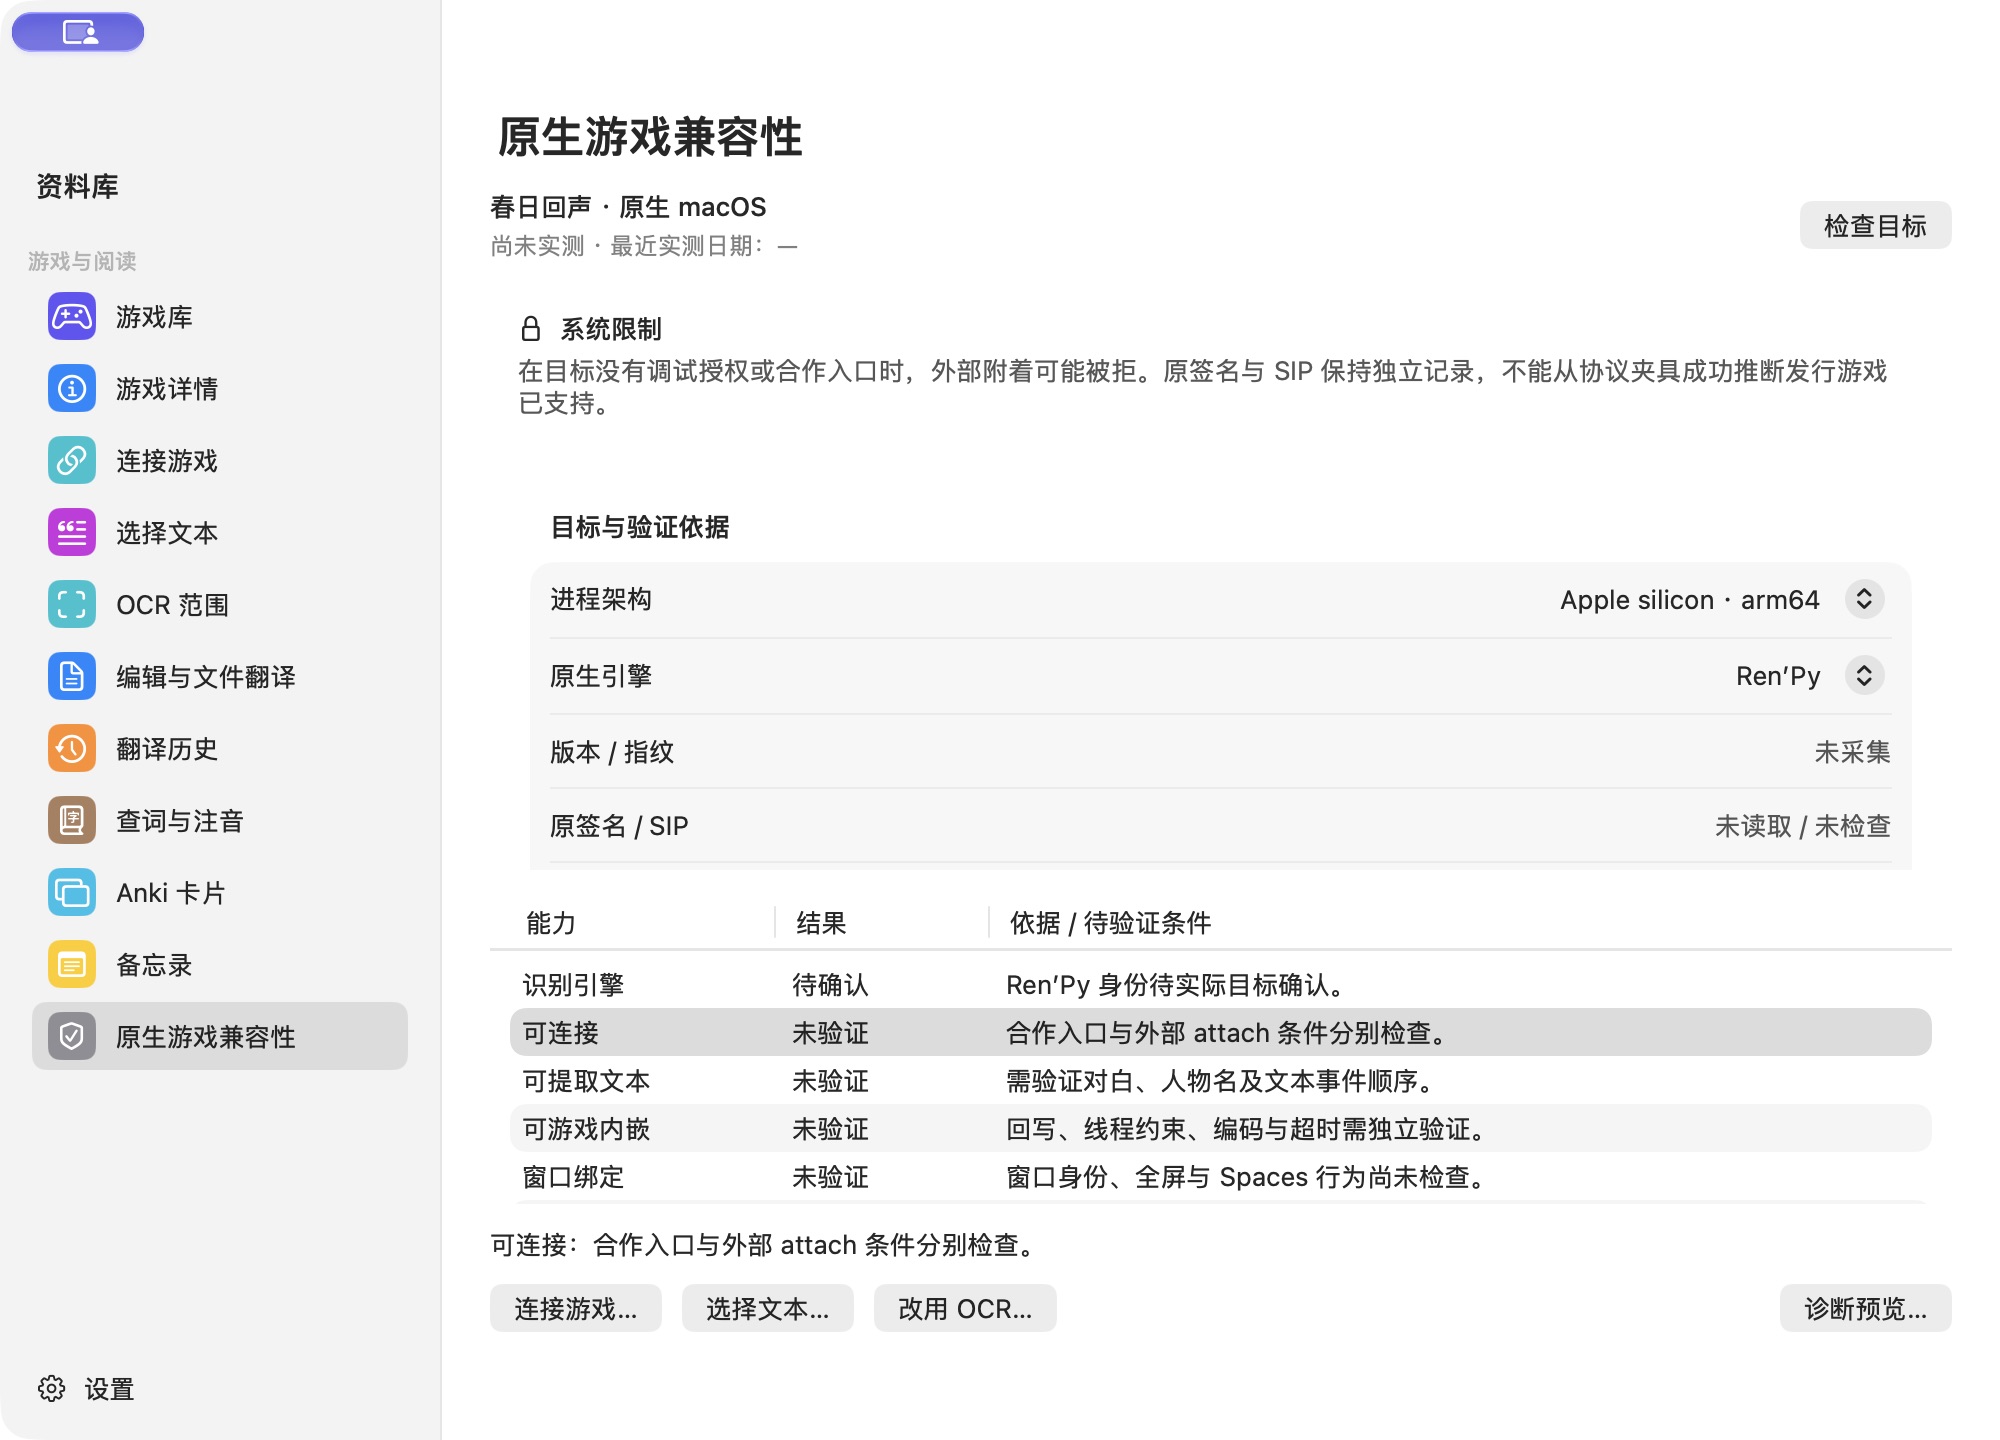 资料库
游戏与阅读
游戏库
游戏详情
连接游戏
选择文本
OCR 范围
编辑与文件翻译
翻译历史
查词与注音
Anki 卡片
备忘录
原生游戏兼容性
设置
原生游戏兼容性
春日回声 · 原生 macOS
尚未实测 · 最近实测日期：—
检查目标
系统限制
在目标没有调试授权或合作入口时，外部附着可能被拒。原签名与 SIP 保持独立记录，不能从协议夹具成功推断发行游戏
已支持。
目标与验证依据
进程架构 Apple silicon · arm64
原生引擎 Ren’Py
版本 / 指纹 未采集
原签名 / SIP 未读取 / 未检查
能力 结果 依据 / 待验证条件
识别引擎 待确认 Ren’Py 身份待实际目标确认。
可连接 未验证 合作入口与外部 attach 条件分别检查。
可提取文本 未验证 需验证对白、人物名及文本事件顺序。
可游戏内嵌 未验证 回写、线程约束、编码与超时需独立验证。
窗口绑定 未验证 窗口身份、全屏与 Spaces 行为尚未检查。
可连接：合作入口与外部 attach 条件分别检查。
连接游戏... 选择文本... 改用 OCR... 诊断预览...